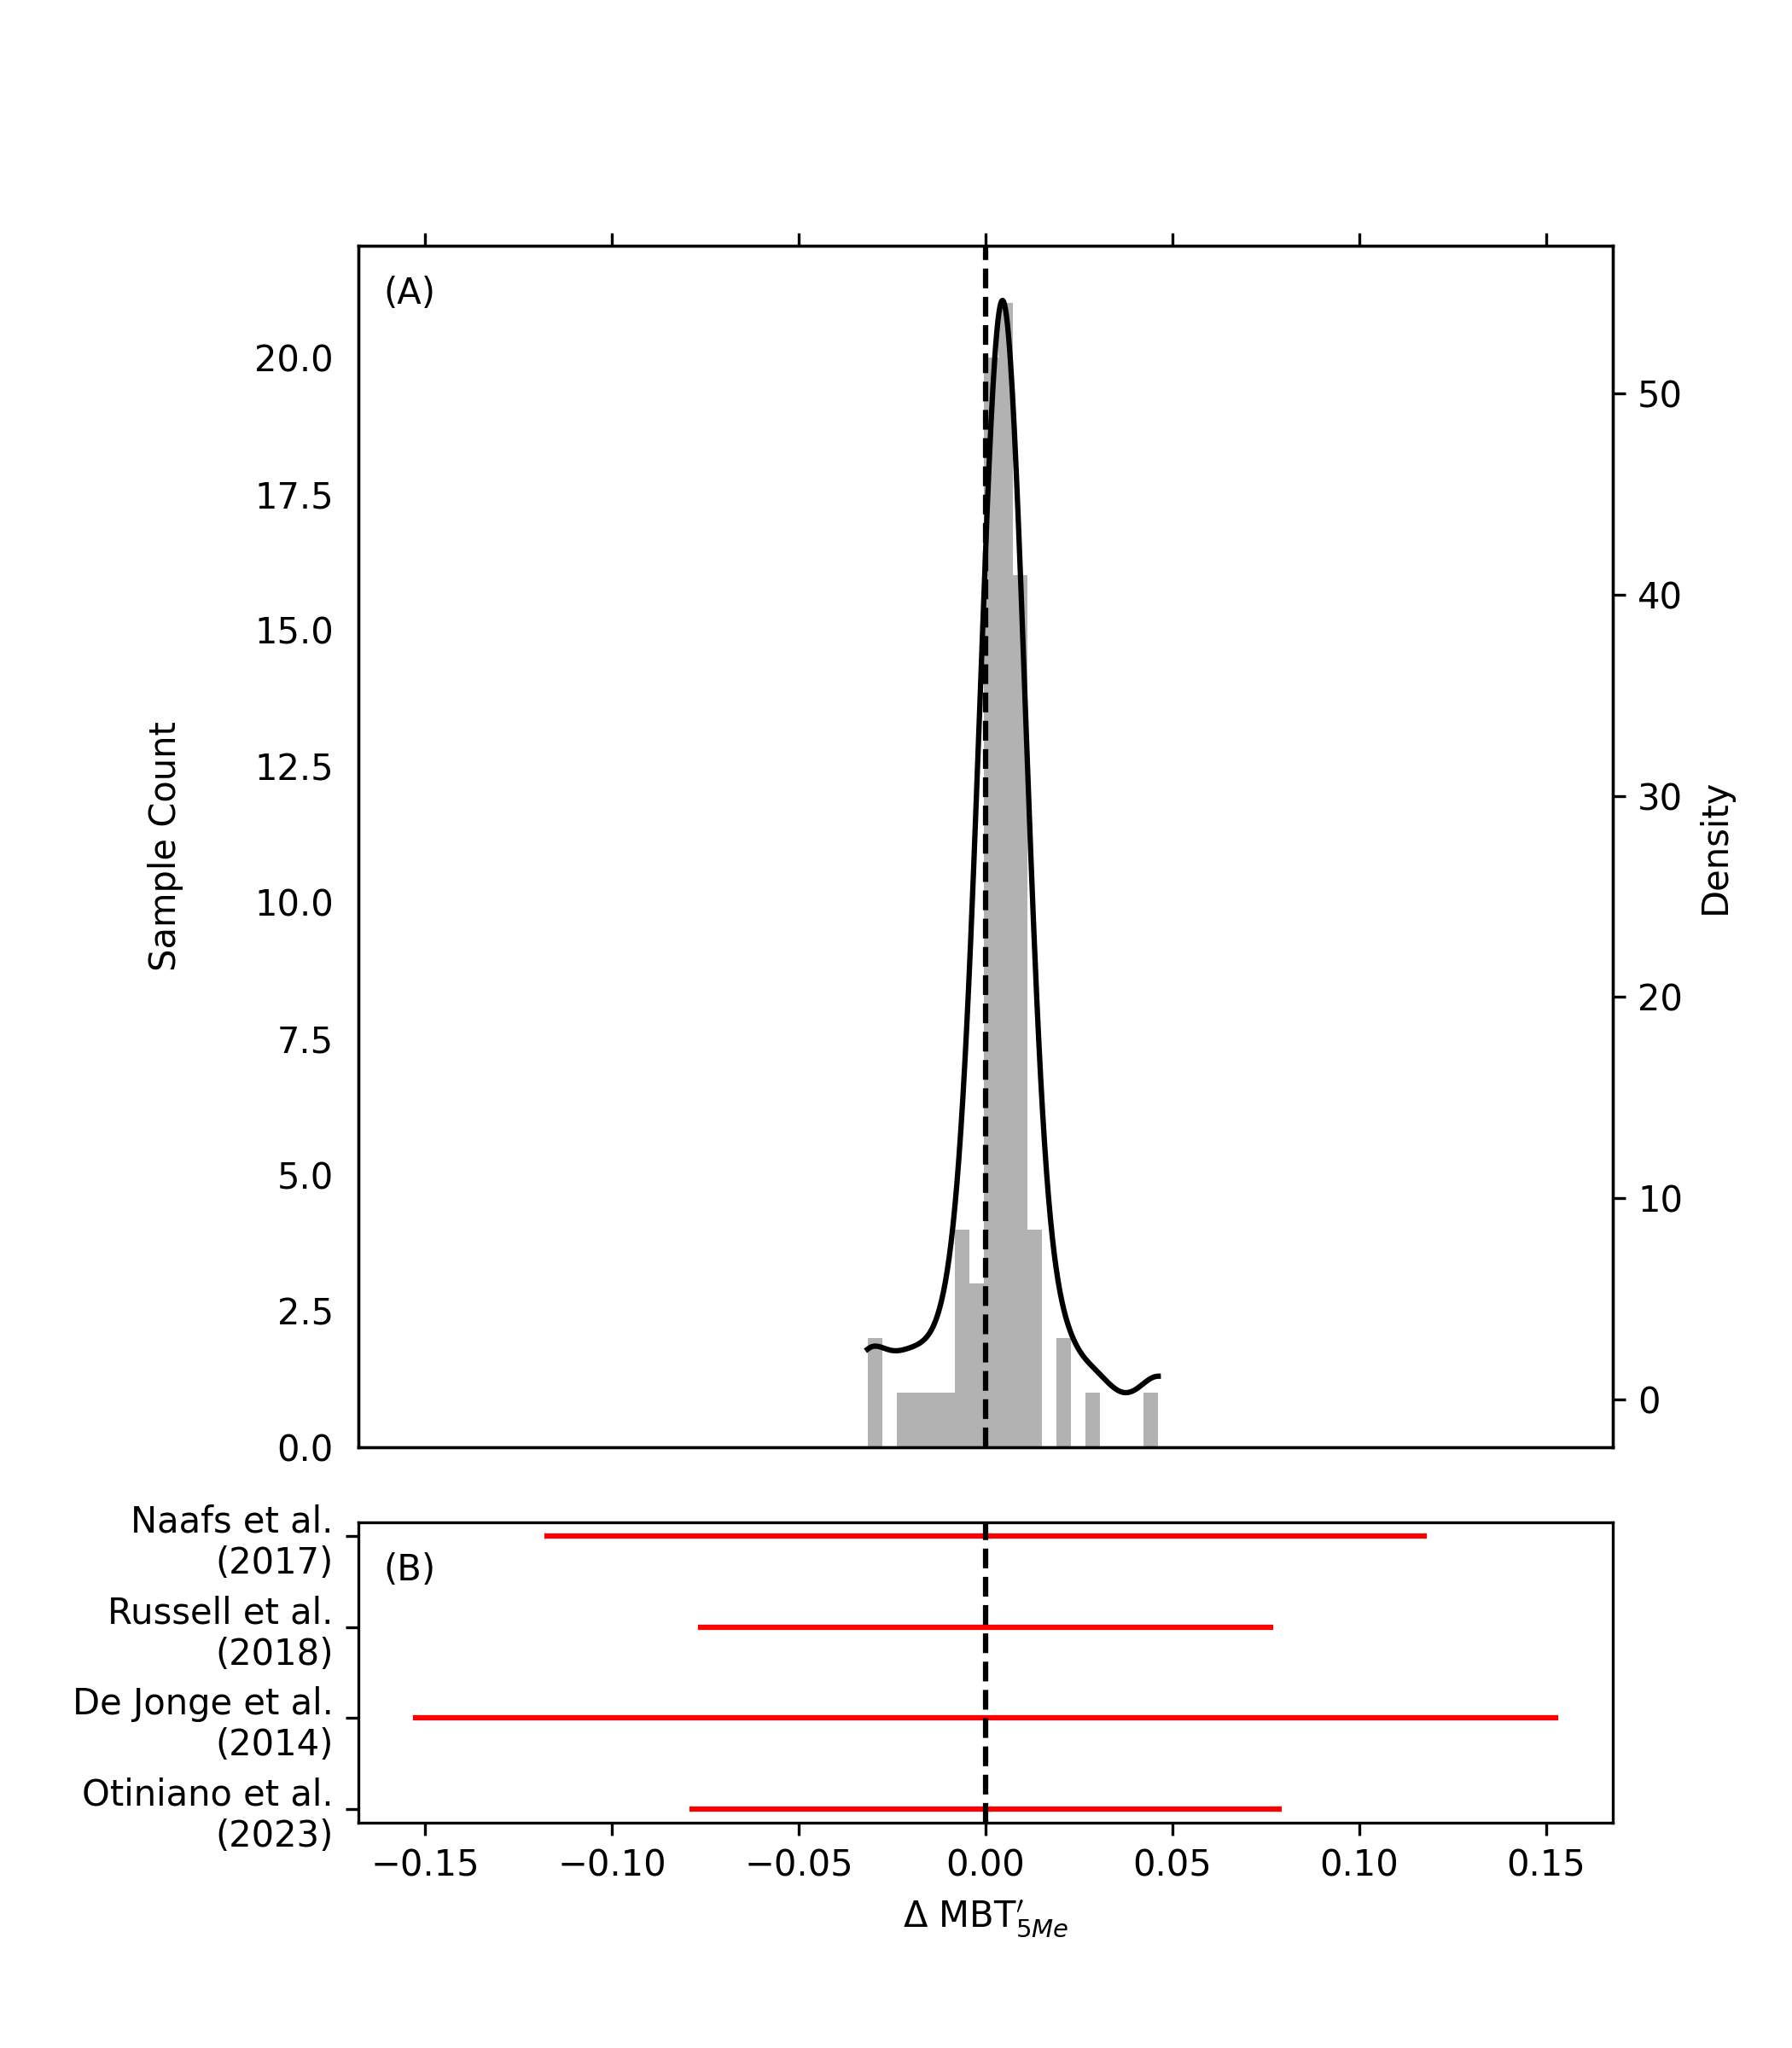 (A)
20.0
17.5
15.0
12.5
10.0
7.5
5.0
2.5
0.0
Sample Count
50
40
30
20
10
0
Density
(B)
Naafs et al.
(2017)
Russell et al.
(2018)
De Jonge et al.
(2014)
Otiniano et al.
(2023)
−0.15 −0.10 −0.05 0.00 0.05 0.10 0.15
Δ MBT′5Me